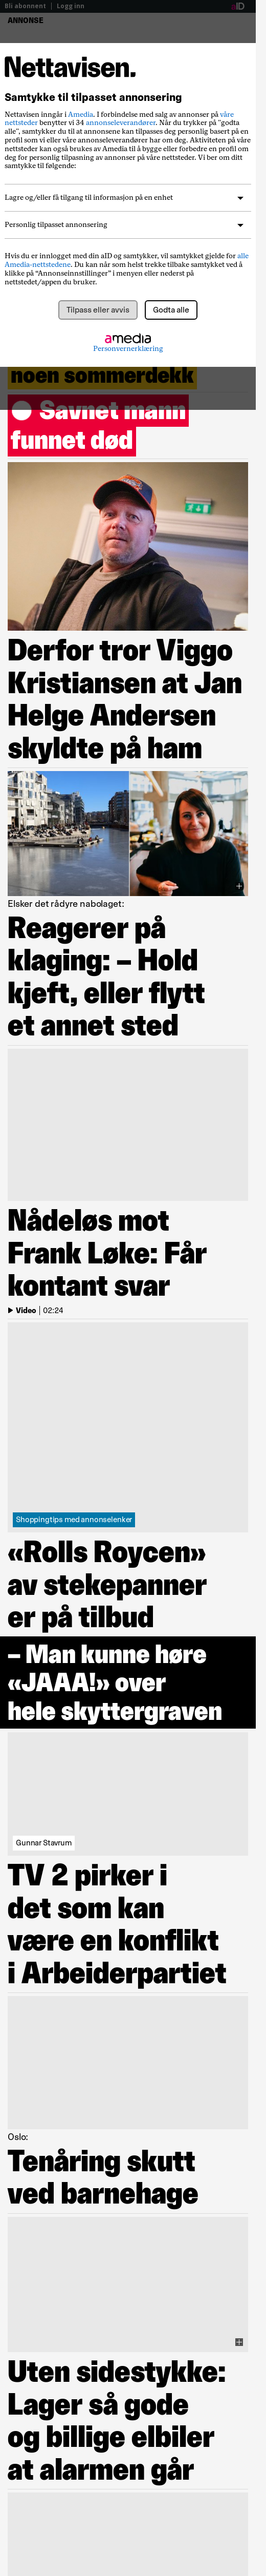 Bli abonnent | Logg inn
aID
ANNONSE
Nettavisen.
Samtykke til tilpasset annonsering
Nettavisen inngår i Amedia. I forbindelse med salg av annonser på våre
nettsteder benytter vi 34 annonseleverandører. Når du trykker på "godta
alle", samtykker du til at annonsene kan tilpasses deg personlig basert på en
profil som vi eller våre annonseleverandører har om deg. Aktiviteten på våre
nettsteder kan også brukes av Amedia til å bygge eller forbedre en profil om
deg for personlig tilpasning av annonser på våre nettsteder. Vi ber om ditt
samtykke til følgende:
Lagre og/eller få tilgang til informasjon på en enhet
Personlig tilpasset annonsering
Hvis du er innlogget med din aID og samtykker, vil samtykket gjelde for alle
Amedia-nettstedene. Du kan når som helst trekke tilbake samtykket ved å
klikke på “Annonseinnstillinger” i menyen eller nederst på
nettstedet/appen du bruker.
Tilpass eller avvis
Godta alle
amedia
Personvernerklæring
noen sommerdekk
Savnet mann
funnet død
Derfor tror Viggo
Kristiansen at Jan
Helge Andersen
skyldte på ham
Elsker det rådyre nabolaget:
Reagerer på
klaging: – Hold
kjeft, eller flytt
et annet sted
Nådeløs mot
Frank Løke: Får
kontant svar
Video | 02:24
Shoppingtips med annonselenker
«Rolls Roycen»
av stekepanner
er på tilbud
– Man kunne høre
«JAAA!» over
hele skyttergraven
Gunnar Stavrum
TV 2 pirker i
det som kan
være en konflikt
i Arbeiderpartiet
Oslo:
Tenåring skutt
ved barnehage
Uten sidestykke:
Lager så gode
og billige elbiler
at alarmen går